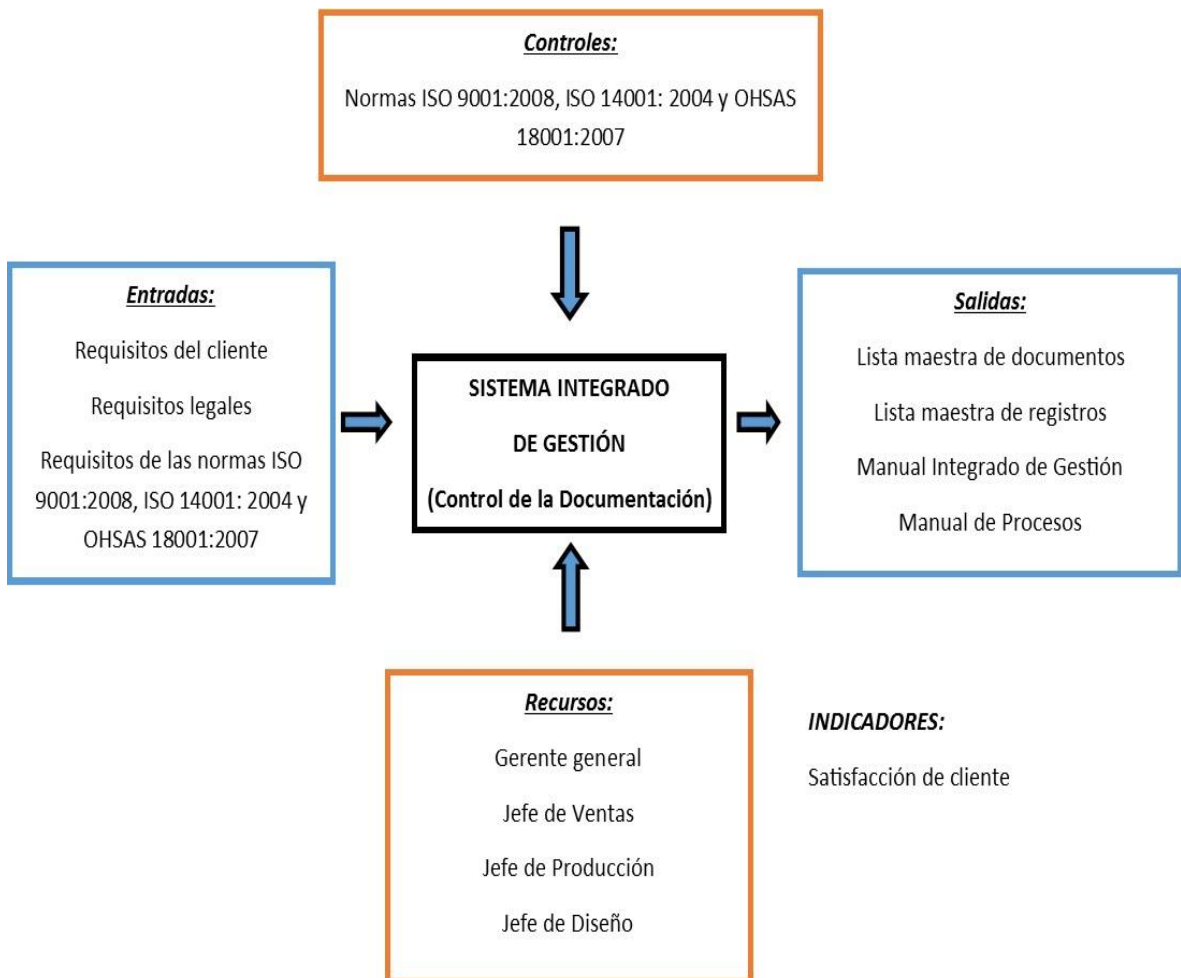 Controles:
Normas ISO 9001:2008, ISO 14001: 2004 y OHSAS
18001:2007
Entradas:
Requisitos del cliente
Requisitos legales
Requisitos de las normas ISO
9001:2008, ISO 14001: 2004 y
OHSAS 18001:2007
SISTEMA INTEGRADO
DE GESTIÓN
(Control de la Documentación)
Salidas:
Lista maestra de documentos
Lista maestra de registros
Manual Integrado de Gestión
Manual de Procesos
Recursos:
Gerente general
Jefe de Ventas
Jefe de Producción
Jefe de Diseño
INDICADORES:
Satisfacción de cliente